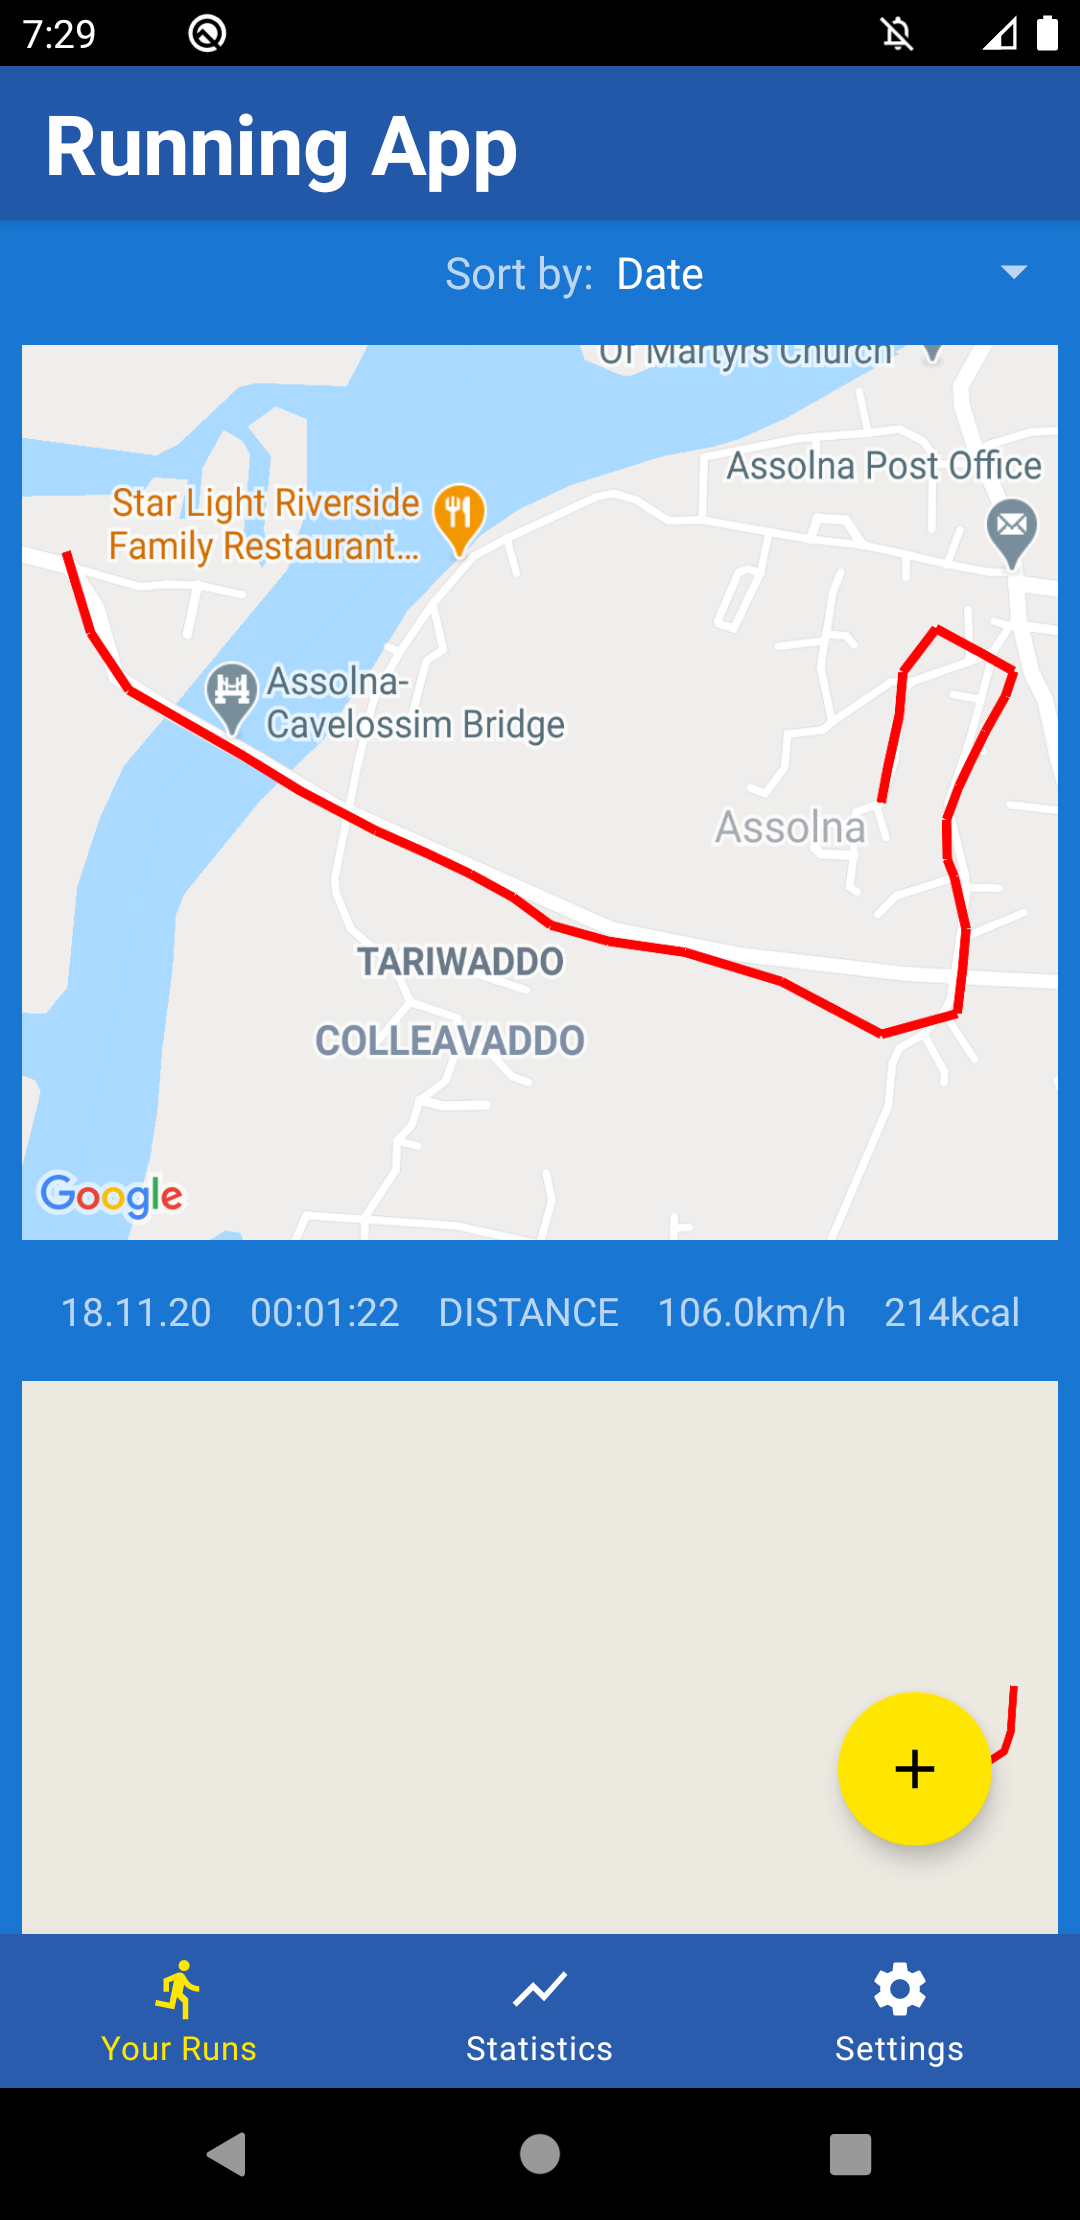 7:29
Running App
Sort by: Date
Of Martyrs Church
Assolna Post Office
Star Light Riverside
Family Restaurant...
Assolna-
Cavelossim Bridge
Assolna
TARIWADDO
COLLEAVADDO
Google
18.11.20 00:01:22 DISTANCE 106.0km/h 214kcal
Your Runs Statistics Settings